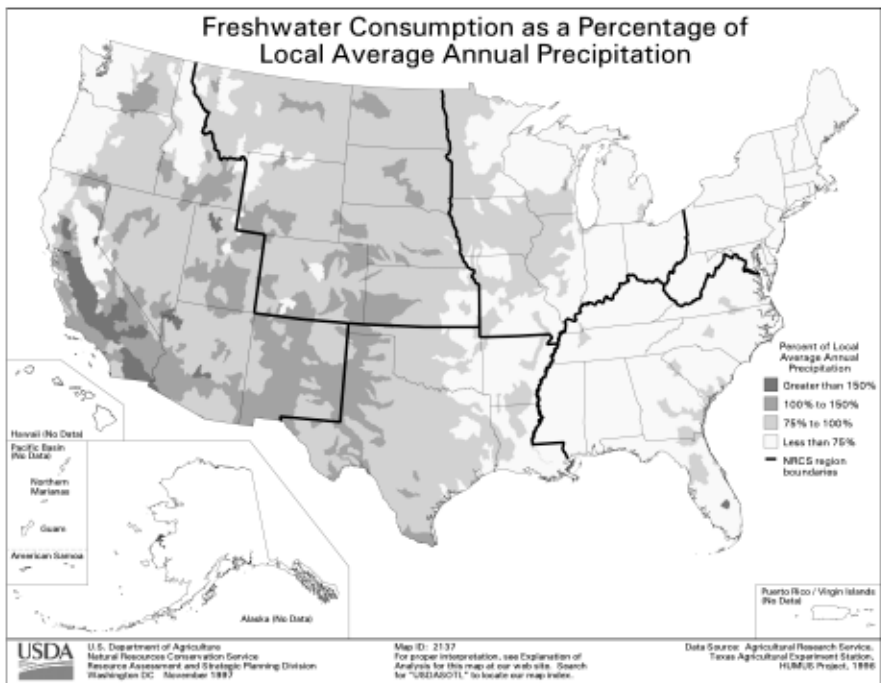 Freshwater Consumption as a Percentage of
Local Average Annual Precipitation
Percent of Local
Average Annual
Precipitation
Greater than 150%
100% to 150%
75% to 100%
Less than 75%
NRCS region
boundaries
Hawaii (No Data)
Pacific Basin
(No Data)
Northern
Marianas
Guam
American Samoa
Alaska (No Data)
Puerto Rico / Virgin Islands
(No Data)
USDA
U.S. Department of Agriculture
Natural Resources Conservation Service
Resource Assessment and Strategic Planning Division
Washington DC November 1997
Map ID: 2137
For proper interpretation, see Explanation of
Analysis for this map at our web site. Search
for "USDASOTL" to locate our map index.
Data Source: Agricultural Research Service,
Texas Agricultural Experiment Station,
HUMUS Project, 1996